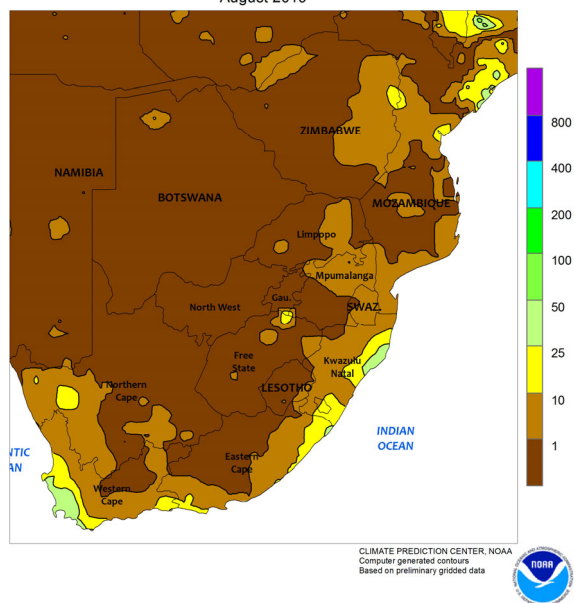 ZIMBABWE
NAMIBIA
BOTSWANA
MOZAMBIQUE
Limpopo
Mpumalanga
North West
Gau.
SWAZ.
Free
State
Kwazulu
Natal
LESOTHO
Northern
Cape
Eastern
Cape
Western
Cape
INDIAN
OCEAN
NTIC
AN
800
400
200
100
50
25
10
1
CLIMATE PREDICTION CENTER, NOAA
Computer generated contours
Based on preliminary gridded data
NOAA